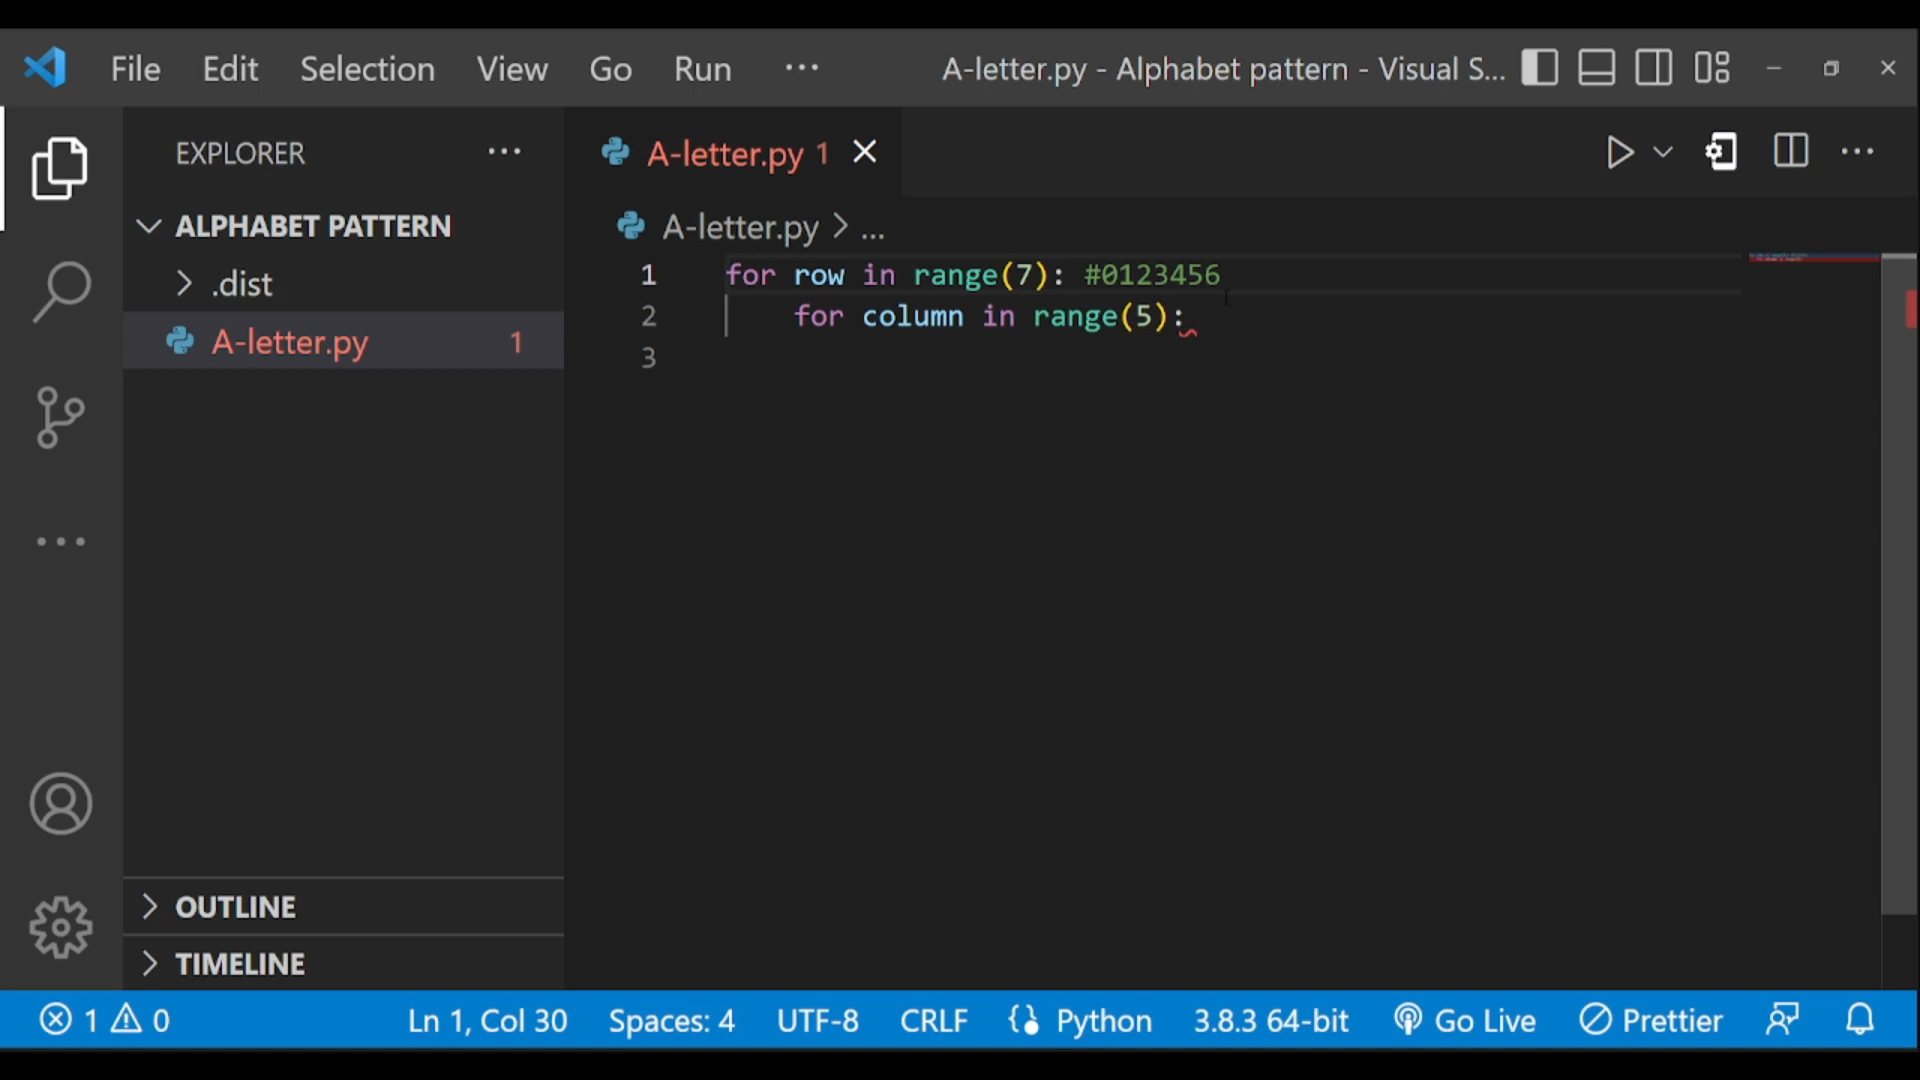 File Edit Selection View Go Run ··· A-letter.py - Alphabet pattern - Visual S...
EXPLORER ···
A-letter.py 1
ALPHABET PATTERN
A-letter.py > ...
.dist
A-letter.py 1
1 for row in range(7): #0123456
2 for column in range(5):
3
OUTLINE
TIMELINE
1 0 Ln 1, Col 30 Spaces: 4 UTF-8 CRLF Python 3.8.3 64-bit Go Live Prettier